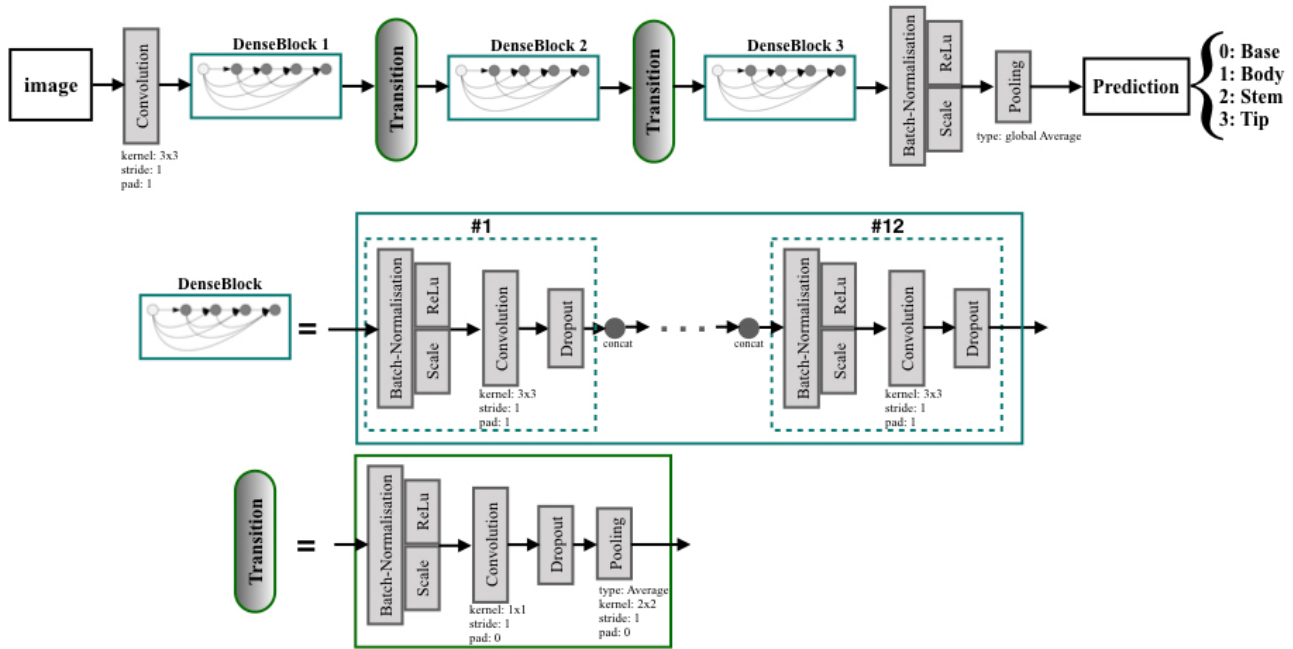 image
Convolution
kernel: 3x3
stride: 1
pad: 1
DenseBlock 1
Transition
DenseBlock 2
Transition
DenseBlock 3
Batch-Normalisation
ReLu
Scale
Pooling
type: global Average
Prediction
0: Base
1: Body
2: Stem
3: Tip
DenseBlock
=
#1
Batch-Normalisation
ReLu
Scale
Convolution
kernel: 3x3
stride: 1
pad: 1
Dropout
concat
. . .
concat
#12
Batch-Normalisation
ReLu
Scale
Convolution
kernel: 3x3
stride: 1
pad: 1
Dropout
Transition
=
Batch-Normalisation
ReLu
Scale
Convolution
kernel: 1x1
stride: 1
pad: 0
Dropout
Pooling
type: Average
kernel: 2x2
stride: 1
pad: 0